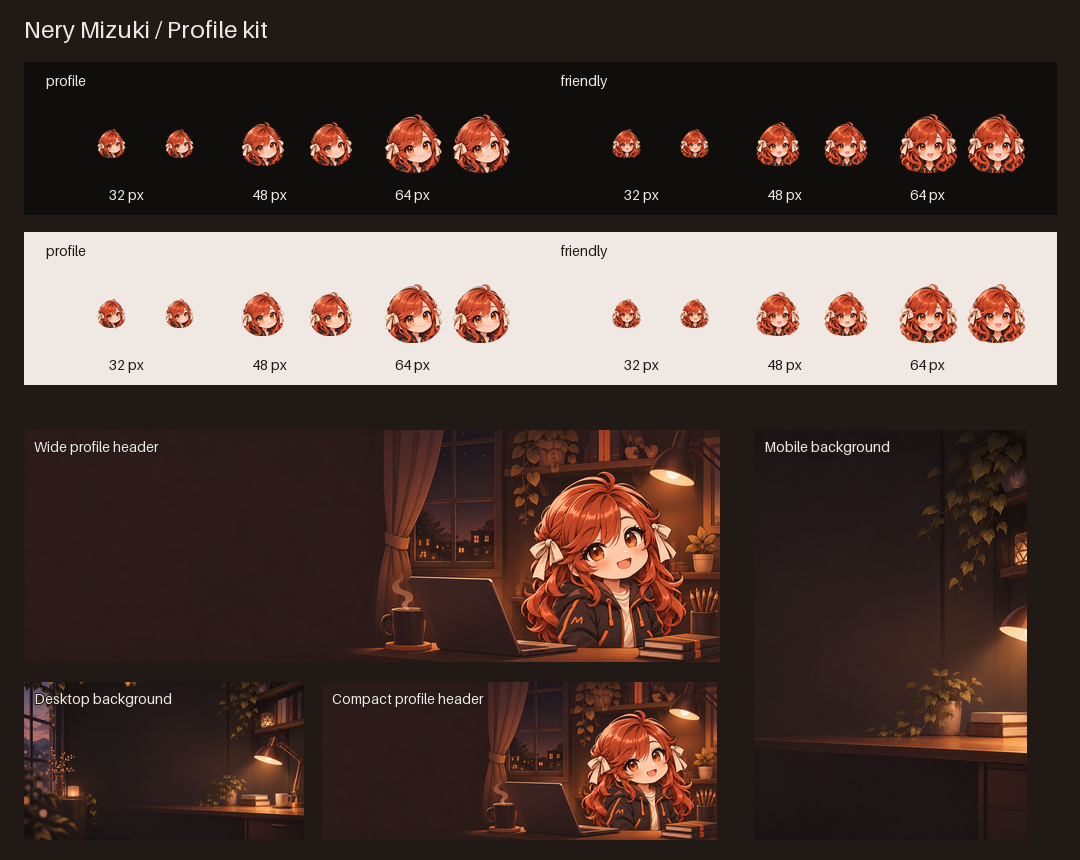 Nery Mizuki / Profile kit
profile
friendly
32 px
48 px
64 px
32 px
48 px
64 px
profile
friendly
32 px
48 px
64 px
32 px
48 px
64 px
Wide profile header
Mobile background
M
Desktop background
Compact profile header
M